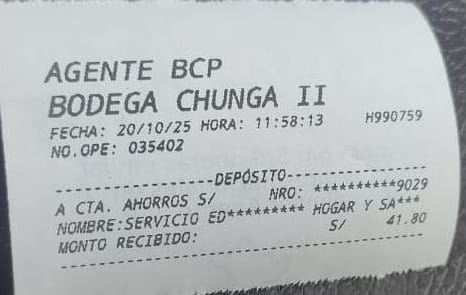 AGENTE BCP
BODEGA CHUNGA II
FECHA: 20/10/25 HORA: 11:58:13 H990759
NO.OPE: 035402
--------------------DEPÓSITO--------------------
A CTA. AHORROS S/ NRO: **********9029
NOMBRE:SERVICIO ED********* HOGAR Y SA***
MONTO RECIBIDO: S/ 41.80
------------------------------------------------